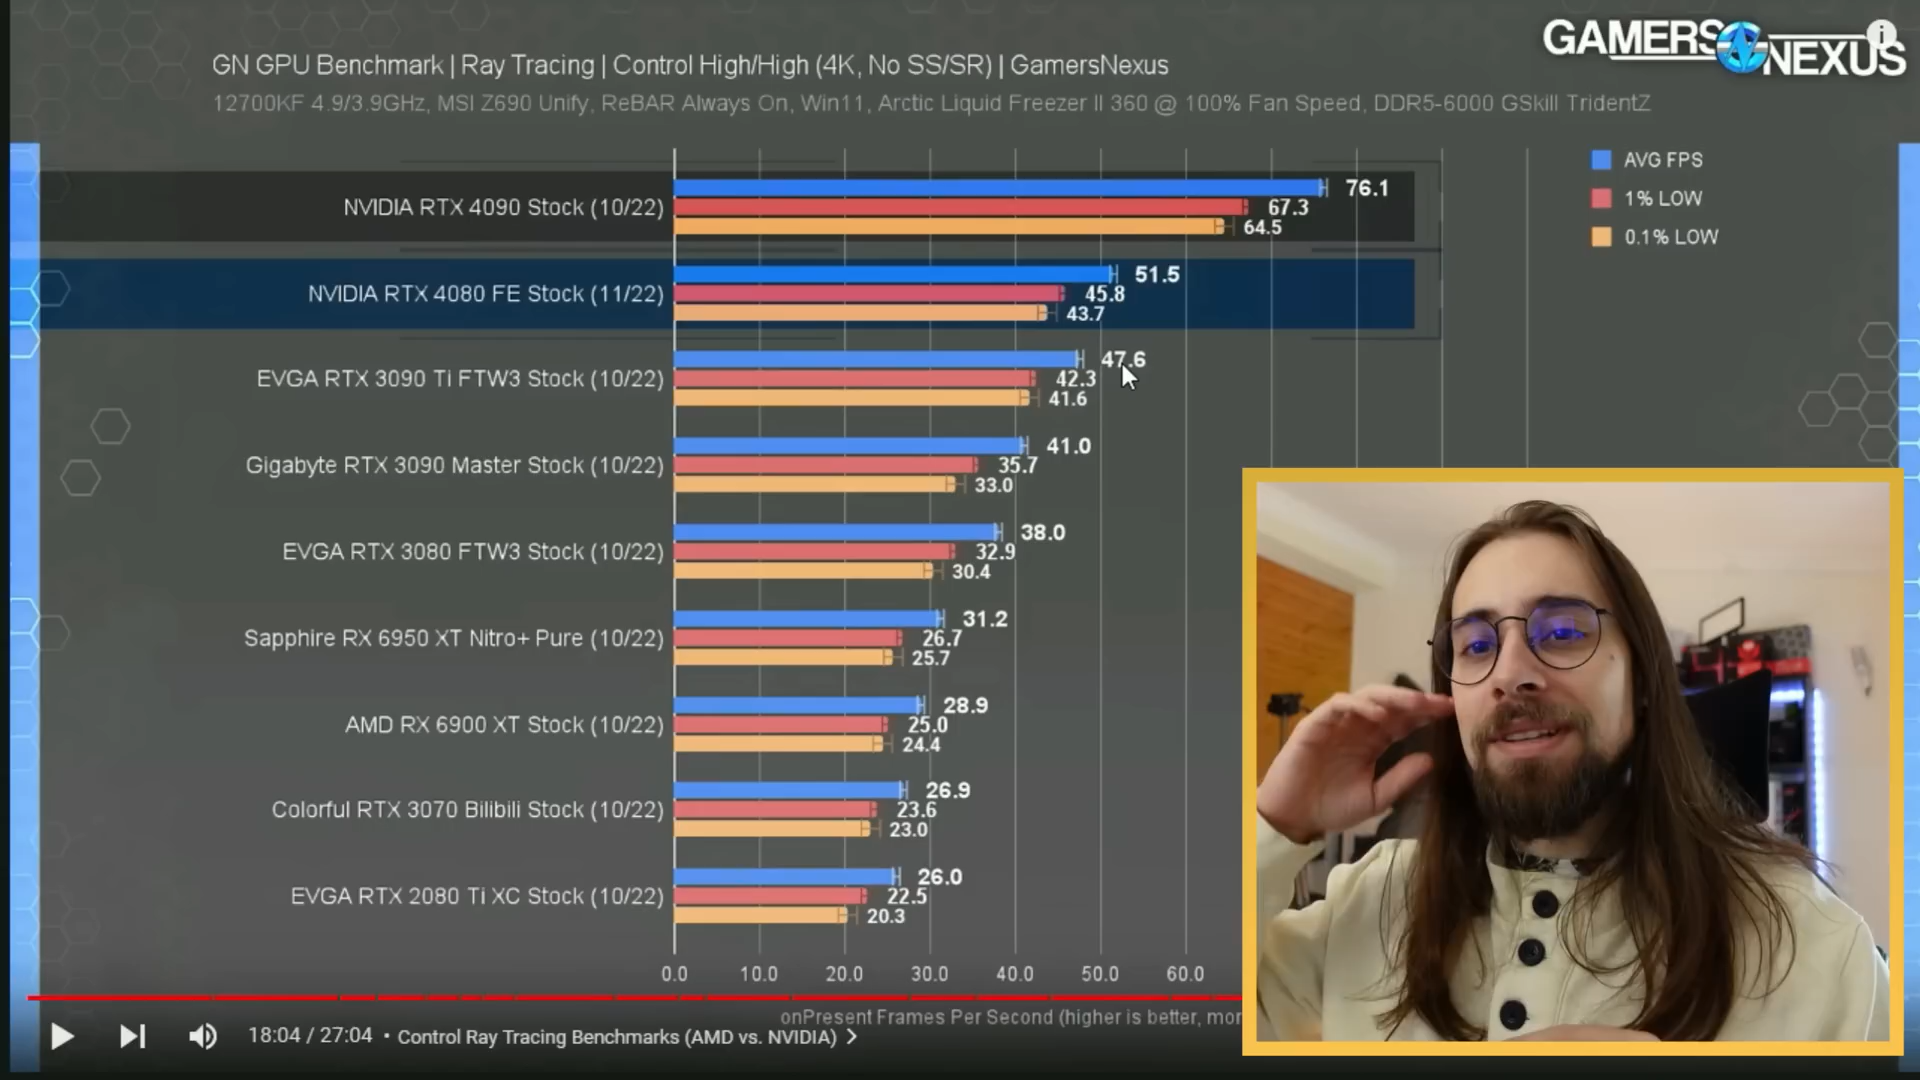 GAMERS NEXUS
GN GPU Benchmark | Ray Tracing | Control High/High (4K, No SS/SR) | GamersNexus
12700KF 4.9/3.9GHz, MSI Z690 Unify, ReBAR Always On, Win11, Arctic Liquid Freezer II 360 @ 100% Fan Speed, DDR5-6000 GSkill TridentZ
AVG FPS
1% LOW
0.1% LOW
NVIDIA RTX 4090 Stock (10/22)
76.1
67.3
64.5
NVIDIA RTX 4080 FE Stock (11/22)
51.5
45.8
43.7
EVGA RTX 3090 Ti FTW3 Stock (10/22)
47.6
42.3
41.6
Gigabyte RTX 3090 Master Stock (10/22)
41.0
35.7
33.0
EVGA RTX 3080 FTW3 Stock (10/22)
38.0
32.9
30.4
Sapphire RX 6950 XT Nitro+ Pure (10/22)
31.2
26.7
25.7
AMD RX 6900 XT Stock (10/22)
28.9
25.0
24.4
Colorful RTX 3070 Bilibili Stock (10/22)
26.9
23.6
23.0
EVGA RTX 2080 Ti XC Stock (10/22)
26.0
22.5
20.3
0.0 10.0 20.0 30.0 40.0 50.0 60.0
onPresent Frames Per Second (higher is better, mor
18:04 / 27:04 • Control Ray Tracing Benchmarks (AMD vs. NVIDIA) >